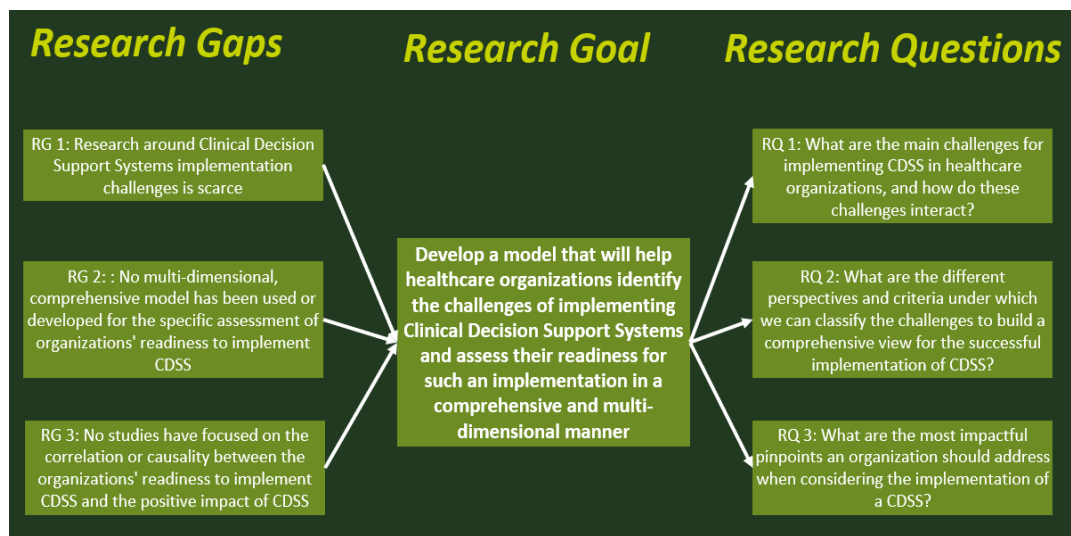 Research Gaps
Research Goal
Research Questions
RG 1: Research around Clinical Decision
Support Systems implementation
challenges is scarce
RG 2: : No multi-dimensional,
comprehensive model has been used or
developed for the specific assessment of
organizations' readiness to implement
CDSS
RG 3: No studies have focused on the
correlation or causality between the
organizations' readiness to implement
CDSS and the positive impact of CDSS
Develop a model that will help
healthcare organizations identify
the challenges of implementing
Clinical Decision Support Systems
and assess their readiness for
such an implementation in a
comprehensive and multi-
dimensional manner
RQ 1: What are the main challenges for
implementing CDSS in healthcare
organizations, and how do these
challenges interact?
RQ 2: What are the different
perspectives and criteria under which
we can classify the challenges to build a
comprehensive view for the successful
implementation of CDSS?
RQ 3: What are the most impactful
pinpoints an organization should address
when considering the implementation of
a CDSS?